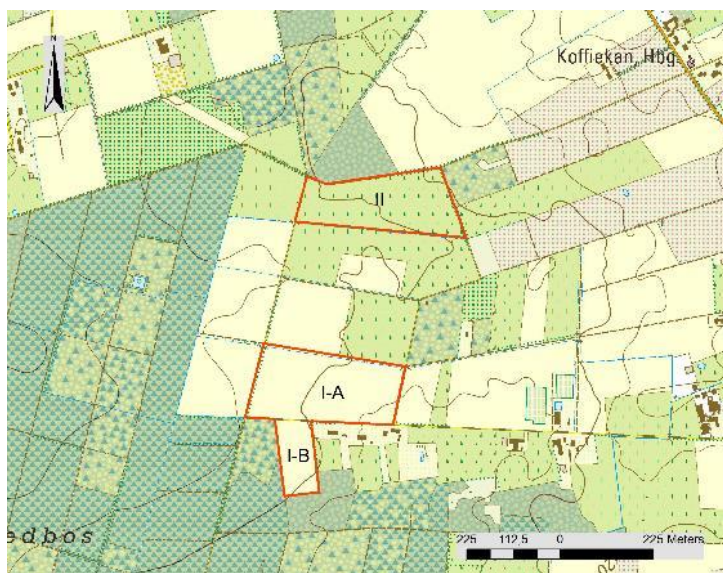 N
Koffiekan, Hbg.
II
I-A
I-B
edbos
225 112,5 0 225 Meters